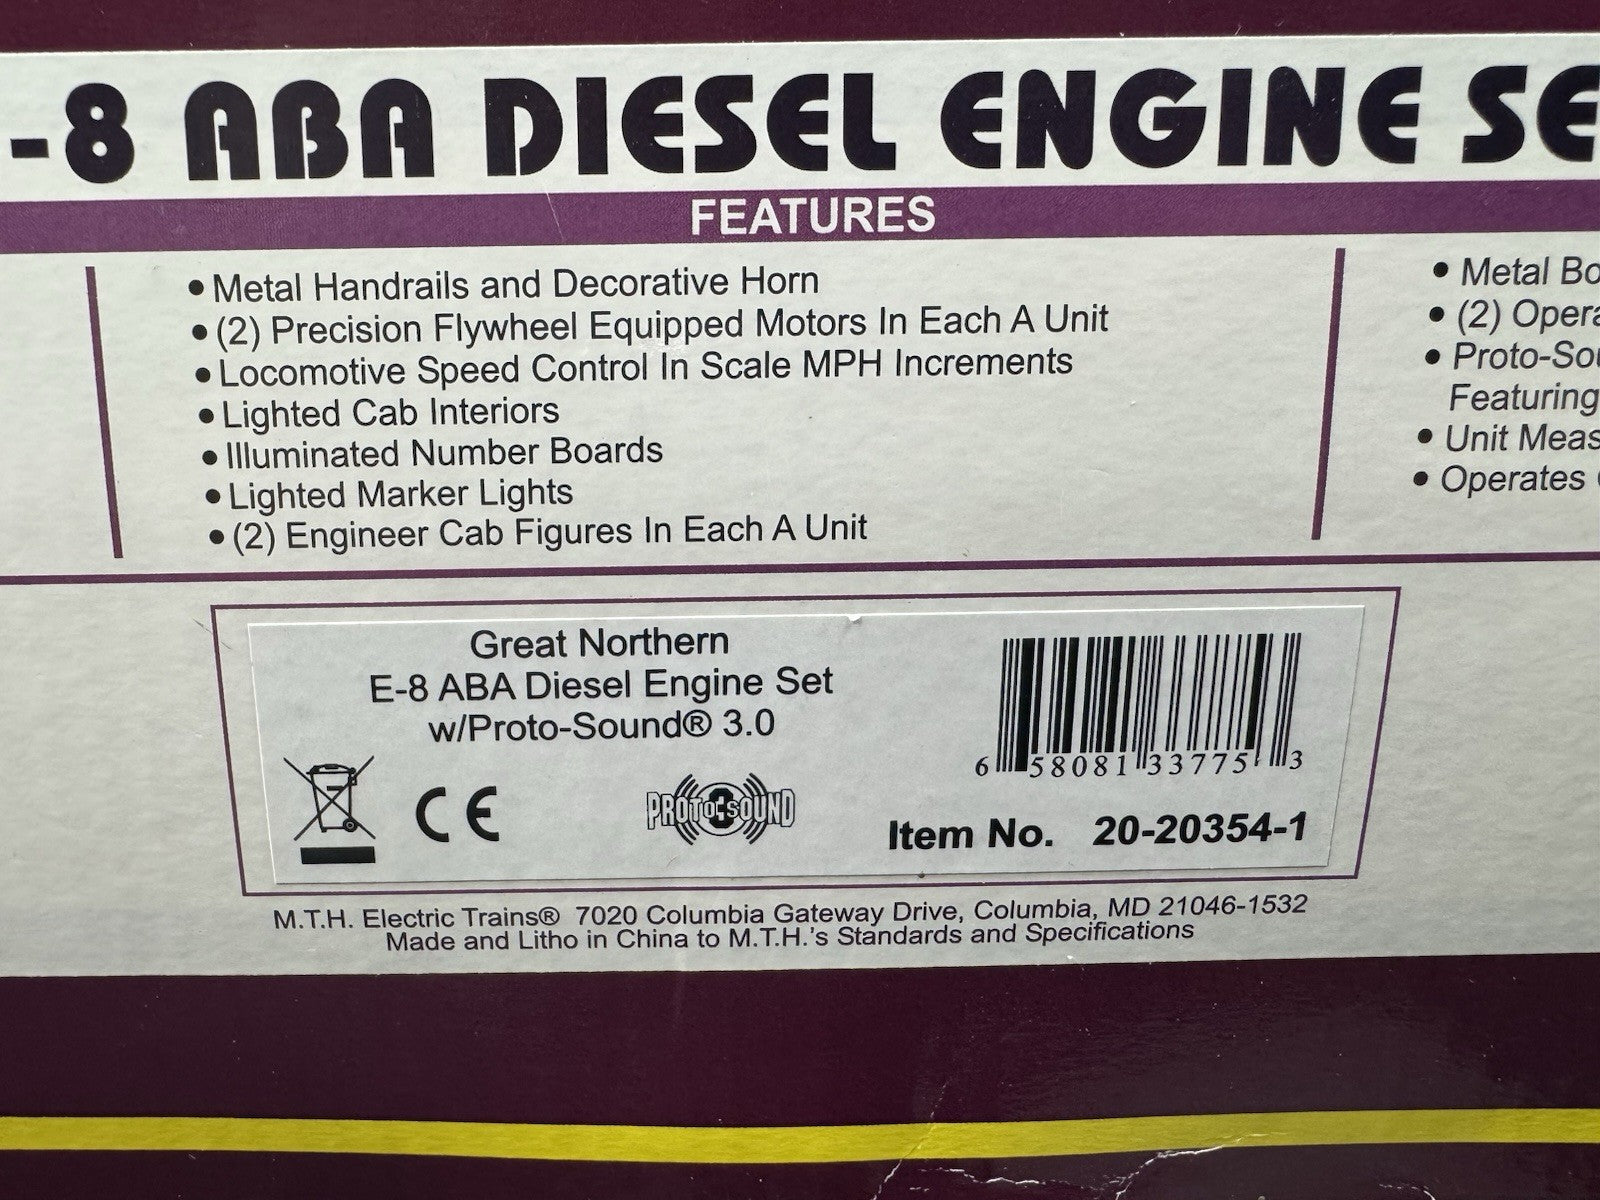 -8 ABA DIESEL ENGINE SE
FEATURES
• Metal Handrails and Decorative Horn
• (2) Precision Flywheel Equipped Motors In Each A Unit
• Locomotive Speed Control In Scale MPH Increments
• Lighted Cab Interiors
• Illuminated Number Boards
• Lighted Marker Lights
• (2) Engineer Cab Figures In Each A Unit
• Metal Bo
• (2) Opera
• Proto-Sou
Featuring
• Unit Meas
• Operates
Great Northern
E-8 ABA Diesel Engine Set
w/Proto-Sound® 3.0
CE
PROTO-SOUND 3
6 58081 33775 3
Item No. 20-20354-1
M.T.H. Electric Trains® 7020 Columbia Gateway Drive, Columbia, MD 21046-1532
Made and Litho in China to M.T.H.'s Standards and Specifications